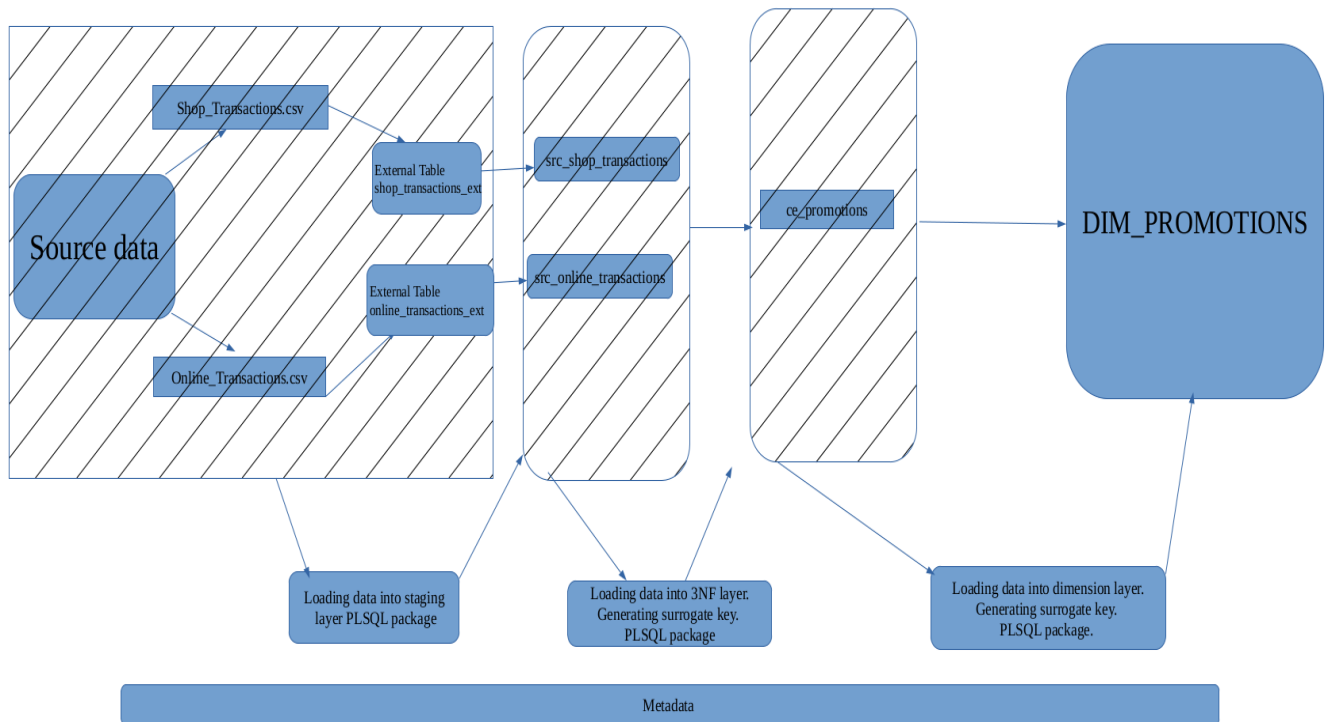 Shop_Transactions.csv
External Table
shop_transactions_ext
src_shop_transactions
ce_promotions
DIM_PROMOTIONS
Source data
External Table
online_transactions_ext
src_online_transactions
Online_Transactions.csv
Loading data into staging
layer PLSQL package
Loading data into 3NF layer.
Generating surrogate key.
PLSQL package
Loading data into dimension layer.
Generating surrogate key.
PLSQL package.
Metadata